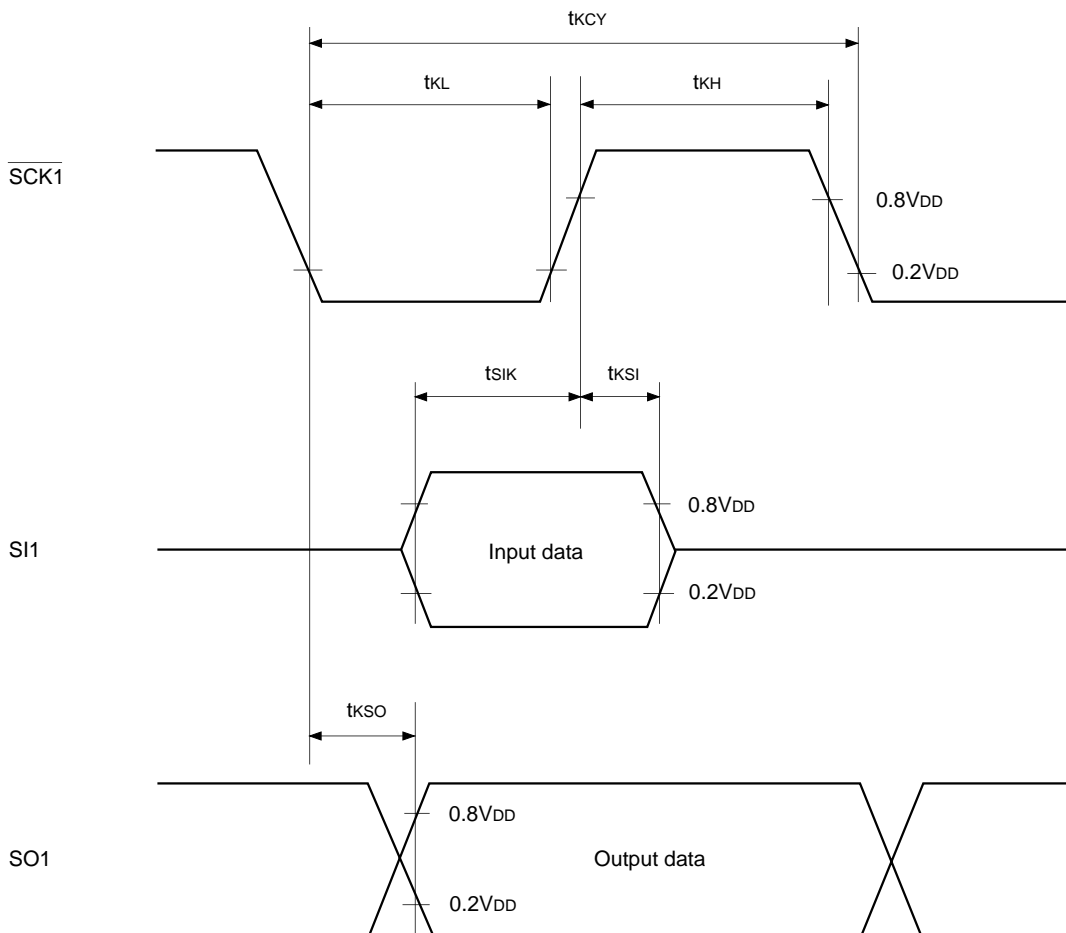 tKCY
tKL
tKH
SCK1
0.8VDD
0.2VDD
tSIK
tKSI
SI1
0.8VDD
Input data
0.2VDD
tKSO
0.8VDD
SO1
Output data
0.2VDD